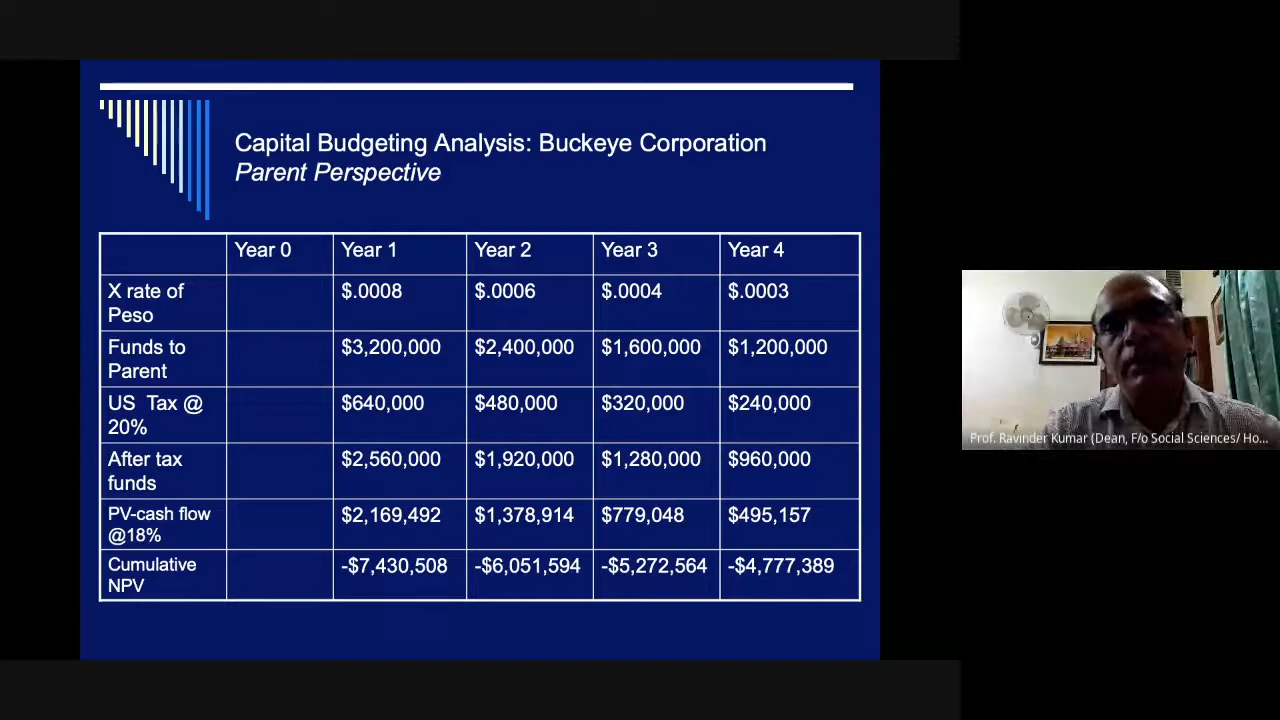 Capital Budgeting Analysis: Buckeye Corporation
Parent Perspective
Year 0 Year 1 Year 2 Year 3 Year 4
X rate of Peso $.0008 $.0006 $.0004 $.0003
Funds to Parent $3,200,000 $2,400,000 $1,600,000 $1,200,000
US Tax @ 20% $640,000 $480,000 $320,000 $240,000
After tax funds $2,560,000 $1,920,000 $1,280,000 $960,000
PV-cash flow @18% $2,169,492 $1,378,914 $779,048 $495,157
Cumulative NPV -$7,430,508 -$6,051,594 -$5,272,564 -$4,777,389
Prof. Ravinder Kumar (Dean, F/o Social Sciences/ Ho...